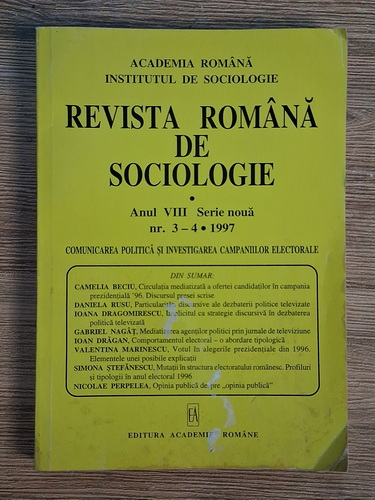 ACADEMIA ROMÂNĂ
INSTITUTUL DE SOCIOLOGIE
REVISTA ROMÂNĂ
DE
SOCIOLOGIE
•
Anul VIII Serie nouă
nr. 3 – 4 • 1997
COMUNICAREA POLITICĂ ȘI INVESTIGAREA CAMPANIILOR ELECTORALE
DIN SUMAR:
CAMELIA BECIU, Circulația mediatizată a ofertei candidaților în campania
prezidențială '96. Discursul presei scrise
DANIELA RUSU, Particularități discursive ale dezbaterii politice televizate
IOANA DRAGOMIRESCU, Implicitul ca strategie discursivă în dezbaterea
politică televizată
GABRIEL NAGÂȚ, Medierea agenților politici prin jurnale de televiziune
IOAN DRĂGAN, Comportamentul electoral – o abordare tipologică
VALENTINA MARINESCU, Votul în alegerile prezidențiale din 1996.
Elementele unei posibile explicații
SIMONA ȘTEFĂNESCU, Mutații în structura electoratului românesc. Profiluri
și tipologii în anul electoral 1996
NICOLAE PERPELEA, Opinia publică despre „opinia publică"
EA
EDITURA ACADEMIEI ROMÂNE